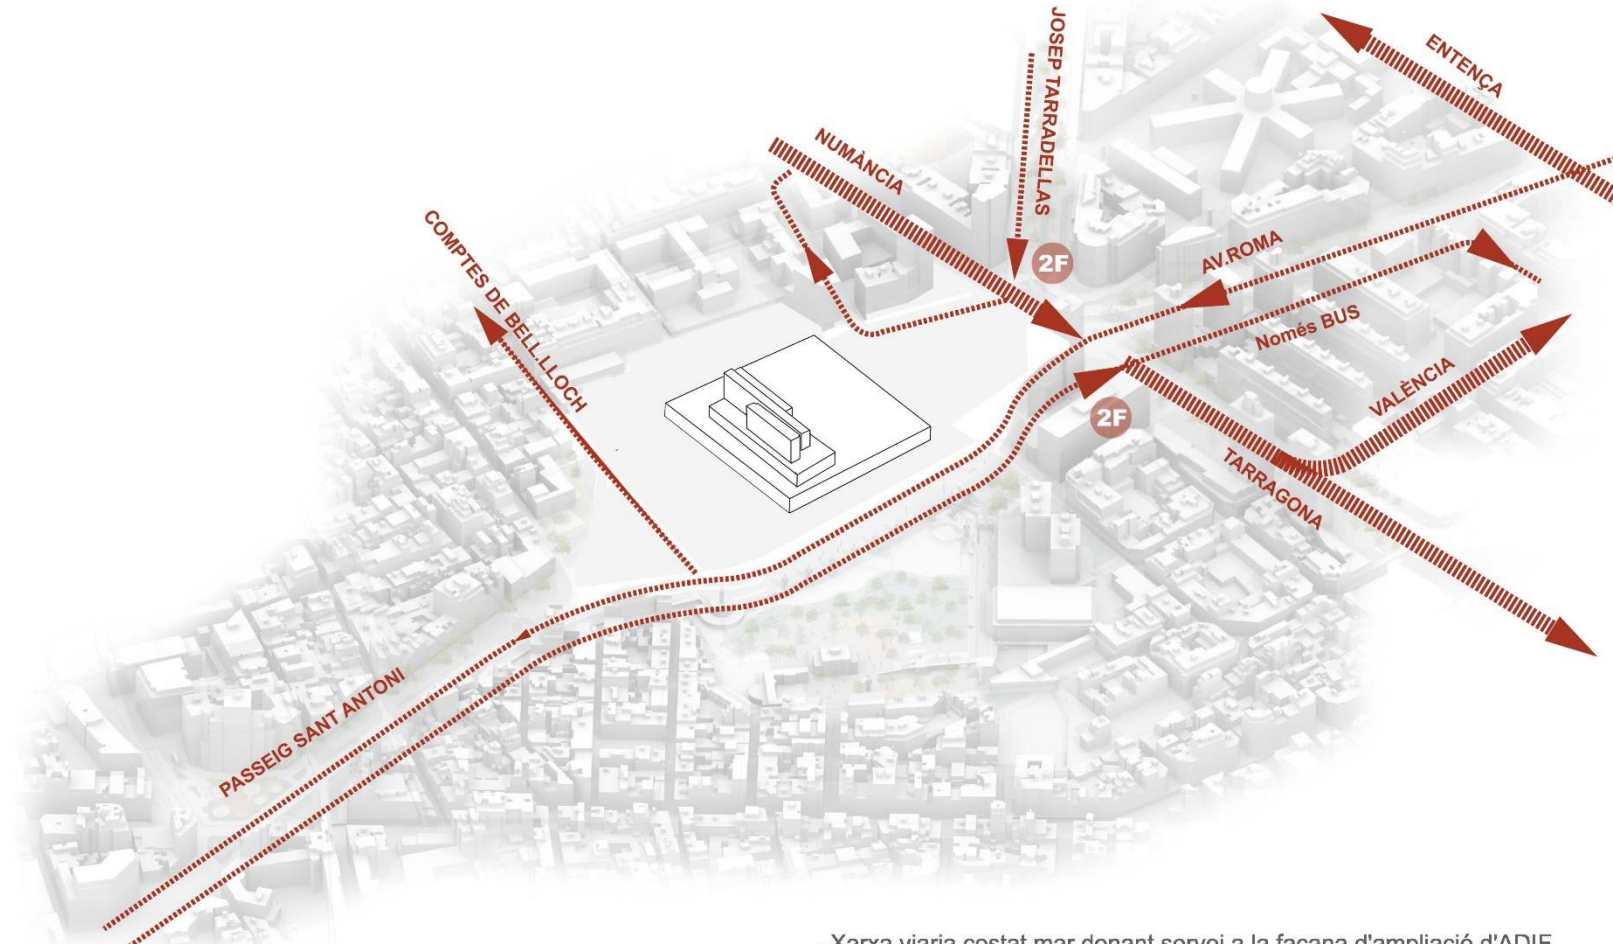 JOSEP TARRADELLAS
ENTENÇA
NUMÀNCIA
COMPTES DE BELL.LLOCH
2F
AV.ROMA
Només BUS
VALÈNCIA
2F
TARRAGONA
PASSEIG SANT ANTONI
Xarxa viaria costat mar donant servei a la façana d'ampliació d'ADIF